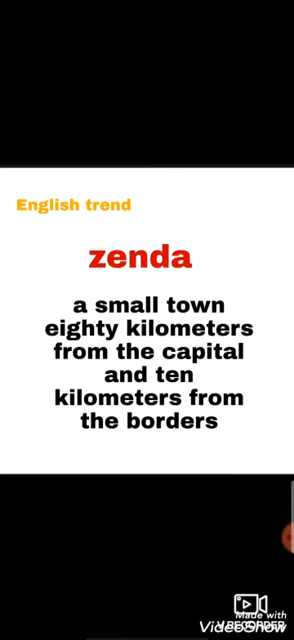 English trend
zenda
a small town
eighty kilometers
from the capital
and ten
kilometers from
the borders
Made with
V.RECORDER
VideoShow